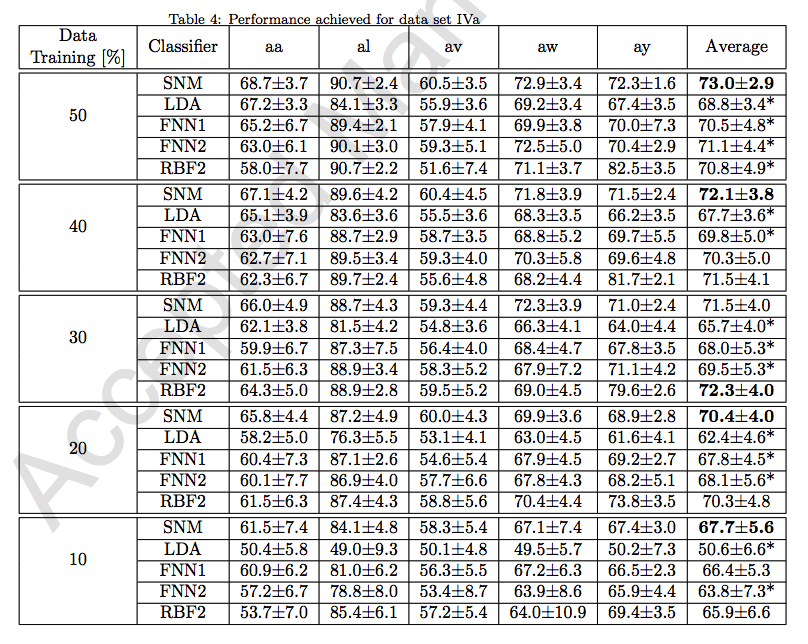 Table 4: Performance achieved for data set IVa
Data Training [%] Classifier aa al av aw ay Average
50
SNM 68.7±3.7 90.7±2.4 60.5±3.5 72.9±3.4 72.3±1.6 73.0±2.9
LDA 67.2±3.3 84.1±3.3 55.9±3.6 69.2±3.4 67.4±3.5 68.8±3.4*
FNN1 65.2±6.7 89.4±2.1 57.9±4.1 69.9±3.8 70.0±7.3 70.5±4.8*
FNN2 63.0±6.1 90.1±3.0 59.3±3.1 72.5±5.0 70.4±2.9 71.1±4.4*
RBF2 58.0±7.7 90.7±2.2 51.6±7.4 71.1±3.7 82.5±3.5 70.8±4.9*
40
SNM 67.1±4.2 89.6±4.2 60.4±4.5 71.8±3.9 71.5±2.4 72.1±3.8
LDA 65.1±3.9 83.6±3.6 55.5±3.6 68.3±3.5 66.2±3.5 67.7±3.6*
FNN1 63.0±7.6 88.7±2.9 58.7±3.5 68.8±5.2 69.7±5.5 69.8±5.0*
FNN2 62.7±7.1 89.5±3.4 59.3±4.0 70.3±5.8 69.6±4.8 70.3±5.0
RBF2 62.3±6.7 89.7±2.4 55.6±4.8 68.2±4.4 81.7±2.1 71.5±4.1
30
SNM 66.0±4.9 88.7±4.3 59.3±4.4 72.3±3.9 71.0±2.4 71.5±4.0
LDA 62.1±3.8 81.5±4.2 54.8±3.6 66.3±4.1 64.0±4.4 65.7±4.0*
FNN1 59.9±6.7 87.3±7.5 56.4±4.0 68.4±4.7 67.8±3.5 68.0±5.3*
FNN2 61.5±6.3 88.9±3.4 58.3±5.2 67.9±7.2 71.1±4.2 69.5±5.3*
RBF2 64.3±5.0 88.9±2.8 59.5±5.2 69.0±4.5 79.6±2.6 72.3±4.0
20
SNM 65.8±4.4 87.2±4.9 60.0±4.3 69.9±3.6 68.9±2.8 70.4±4.0
LDA 58.2±5.0 76.3±5.5 53.1±4.1 63.0±4.5 61.6±4.1 62.4±4.6*
FNN1 60.4±7.3 87.1±2.6 54.6±5.4 67.9±4.5 69.2±2.7 67.8±4.5*
FNN2 60.1±7.7 86.9±4.0 57.7±6.6 67.8±4.3 68.2±5.1 68.1±5.6*
RBF2 61.5±6.3 87.4±4.3 58.8±5.6 70.4±4.4 73.8±3.5 70.3±4.8
10
SNM 61.5±7.4 84.1±4.8 58.3±5.4 67.1±7.4 67.4±3.0 67.7±5.6
LDA 50.4±5.8 49.0±9.3 50.1±4.8 49.5±5.7 50.2±7.3 50.6±6.6*
FNN1 60.9±6.2 81.0±6.2 56.3±5.5 67.2±6.3 66.5±2.3 66.4±5.3
FNN2 57.2±6.7 78.8±8.0 53.4±8.7 63.9±8.6 65.9±4.4 63.8±7.3*
RBF2 53.7±7.0 85.4±6.1 57.2±5.4 64.0±10.9 69.4±3.5 65.9±6.6
Accepted Man